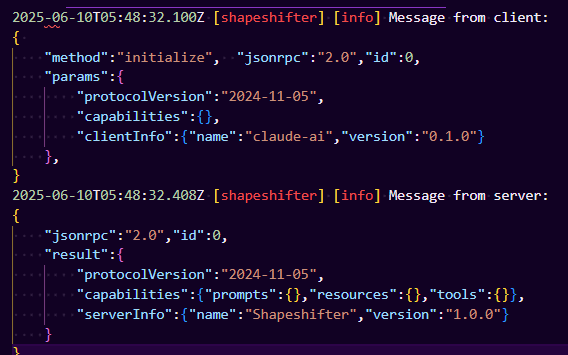 2025-06-10T05:48:32.100Z [shapeshifter] [info] Message from client:
{
"method":"initialize", "jsonrpc":"2.0","id":0,
"params":{
"protocolVersion":"2024-11-05",
"capabilities":{},
"clientInfo":{"name":"claude-ai","version":"0.1.0"}
},
}
2025-06-10T05:48:32.408Z [shapeshifter] [info] Message from server:
{
"jsonrpc":"2.0","id":0,
"result":{
"protocolVersion":"2024-11-05",
"capabilities":{"prompts":{},"resources":{},"tools":{}},
"serverInfo":{"name":"Shapeshifter","version":"1.0.0"}
}
}